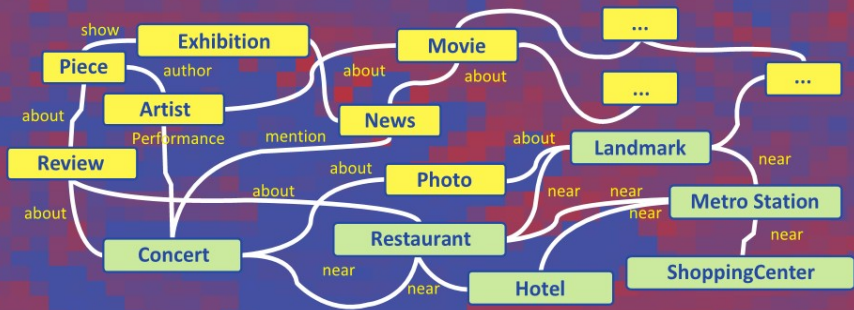 ...
show
Exhibition
Movie
Piece
author
about
about
...
...
about
Artist
Performance
mention
News
about
Landmark
Review
about
Photo
near
about
near
near
Metro Station
about
near
Restaurant
near
Concert
near
ShoppingCenter
near
Hotel